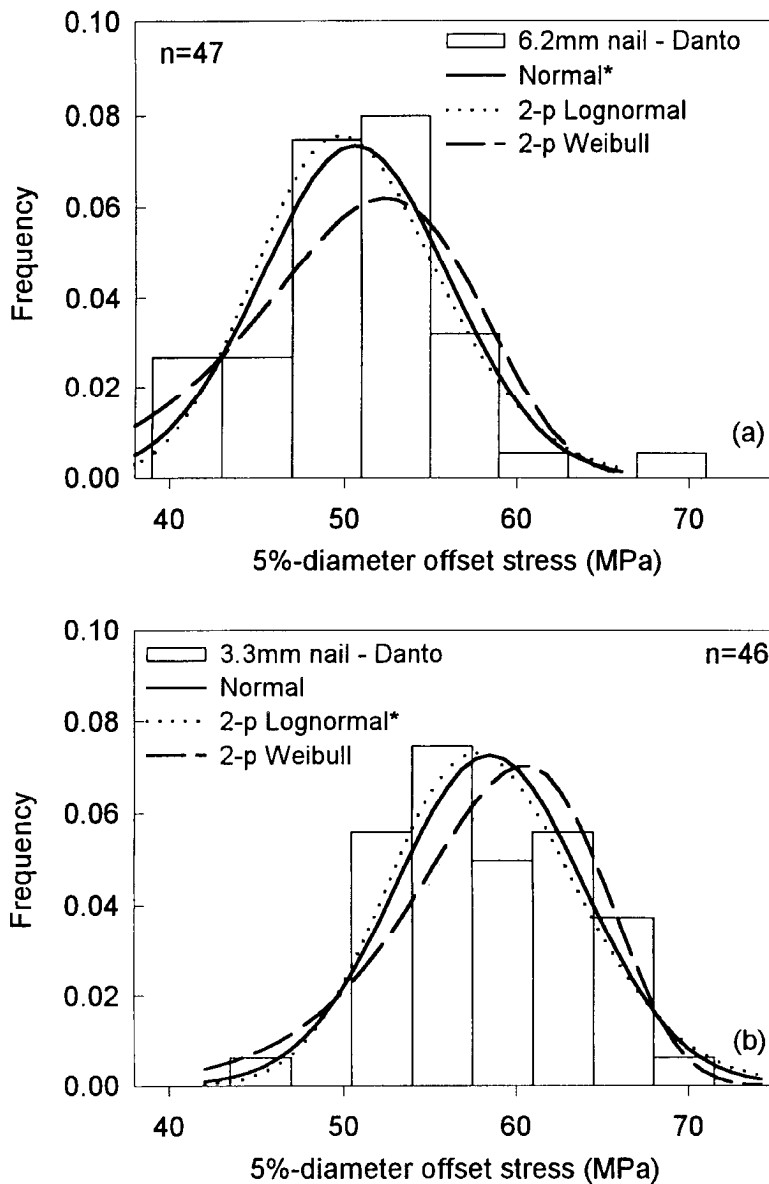 n=47
6.2mm nail - Danto
Normal*
2-p Lognormal
2-p Weibull
0.10
0.08
0.06
0.04
0.02
0.00
Frequency
(a)
40 50 60 70
5%-diameter offset stress (MPa)
3.3mm nail - Danto
Normal
2-p Lognormal*
2-p Weibull
n=46
0.10
0.08
0.06
0.04
0.02
0.00
Frequency
(b)
40 50 60 70
5%-diameter offset stress (MPa)